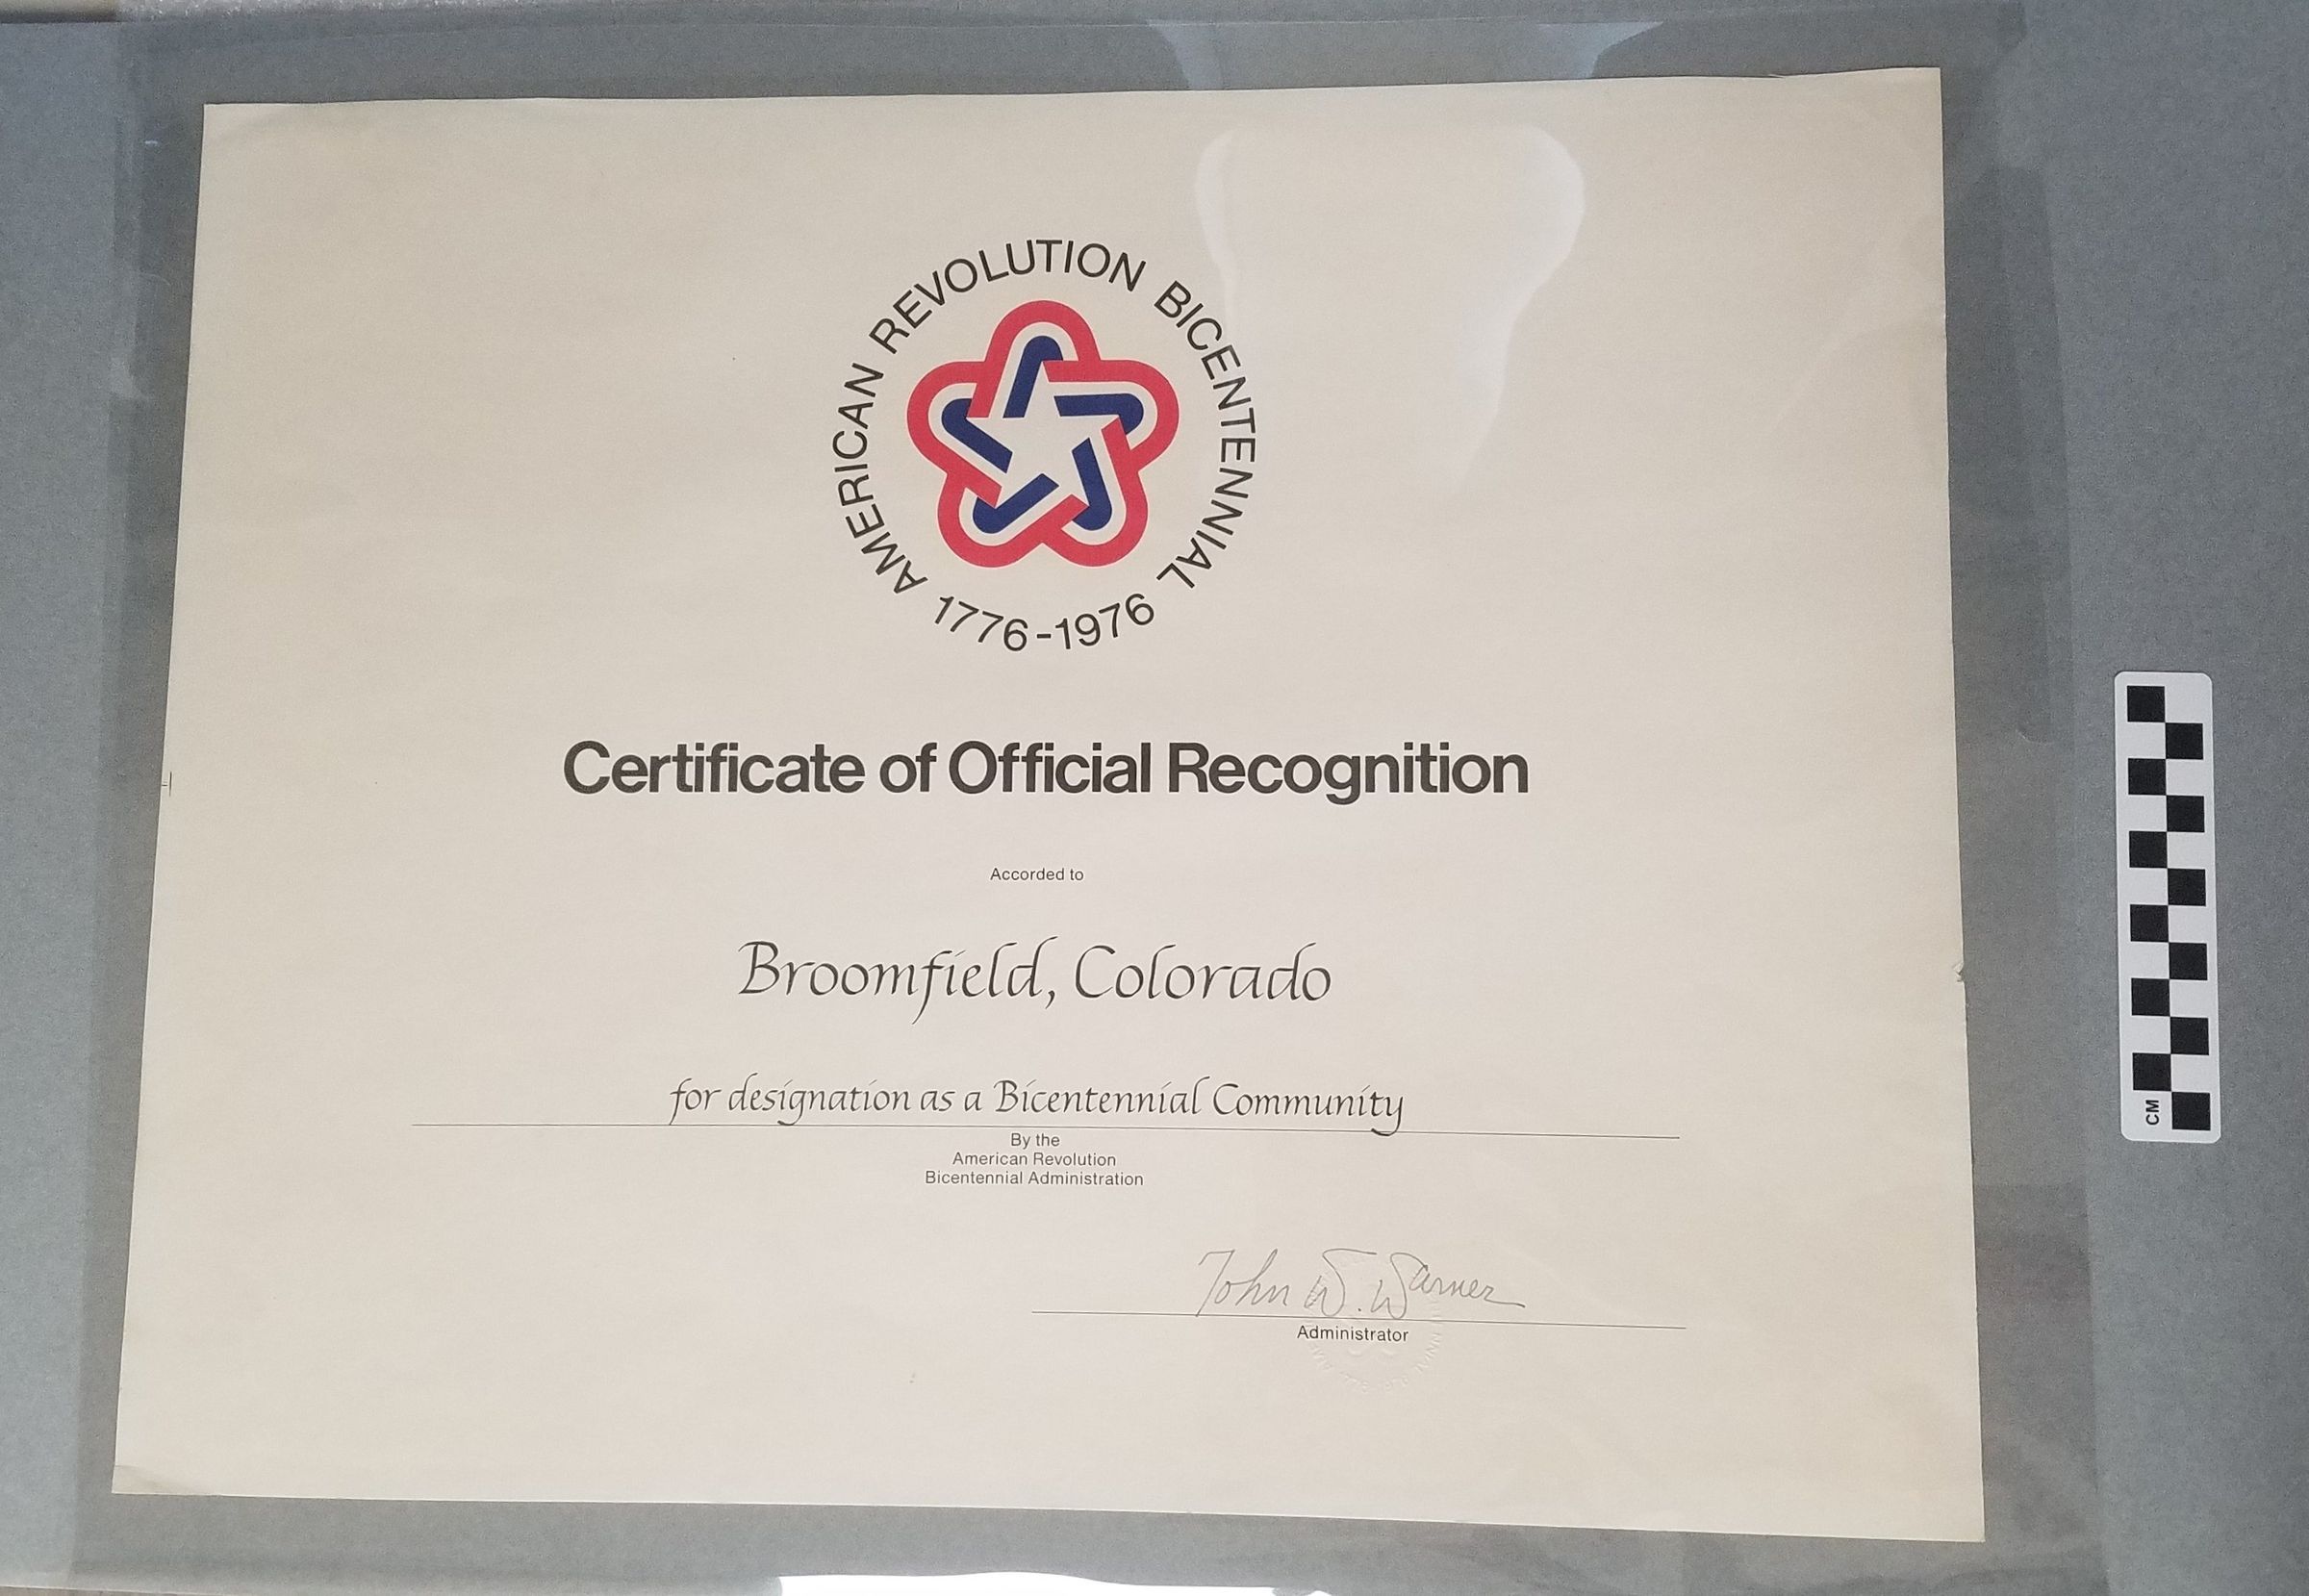 AMERICAN REVOLUTION BICENTENNIAL
1776-1976
Certificate of Official Recognition
Accorded to
Broomfield, Colorado
for designation as a Bicentennial Community
By the
American Revolution
Bicentennial Administration
John W. Warner
Administrator
CM